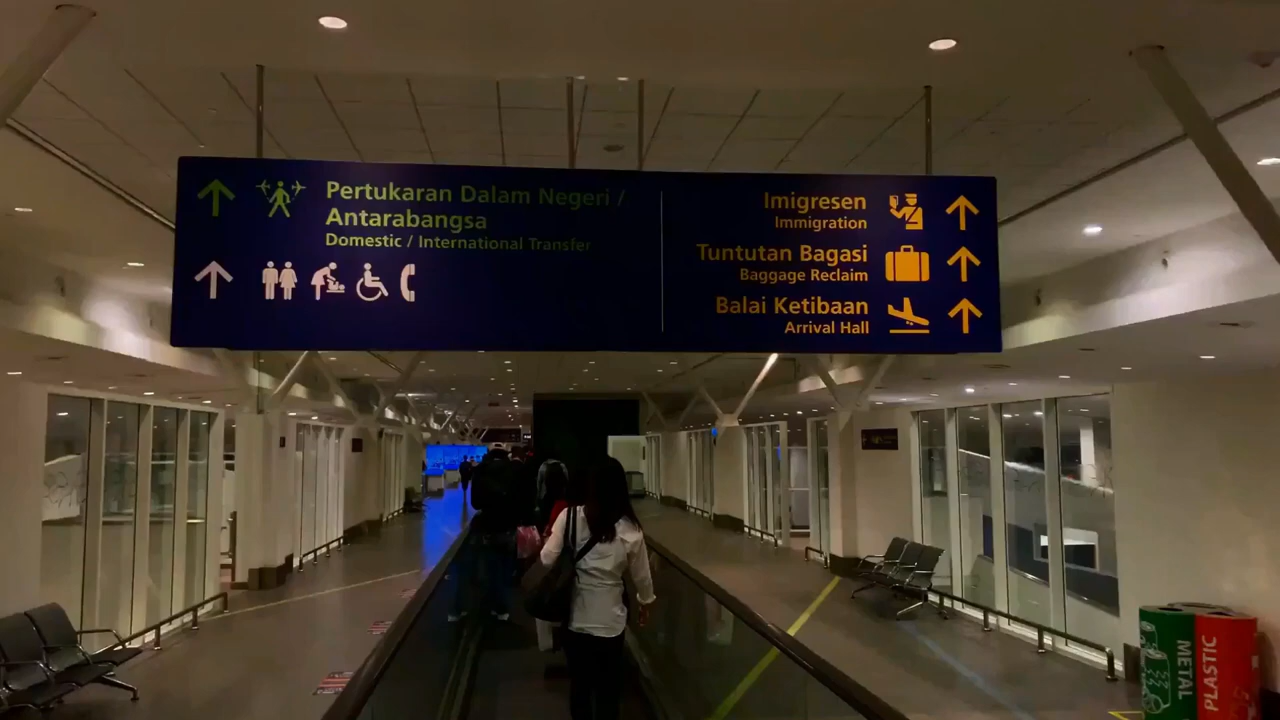 Pertukaran Dalam Negeri /
Antarabangsa
Domestic / International Transfer
Imigresen
Immigration
Tuntutan Bagasi
Baggage Reclaim
Balai Ketibaan
Arrival Hall
METAL
PLASTIC